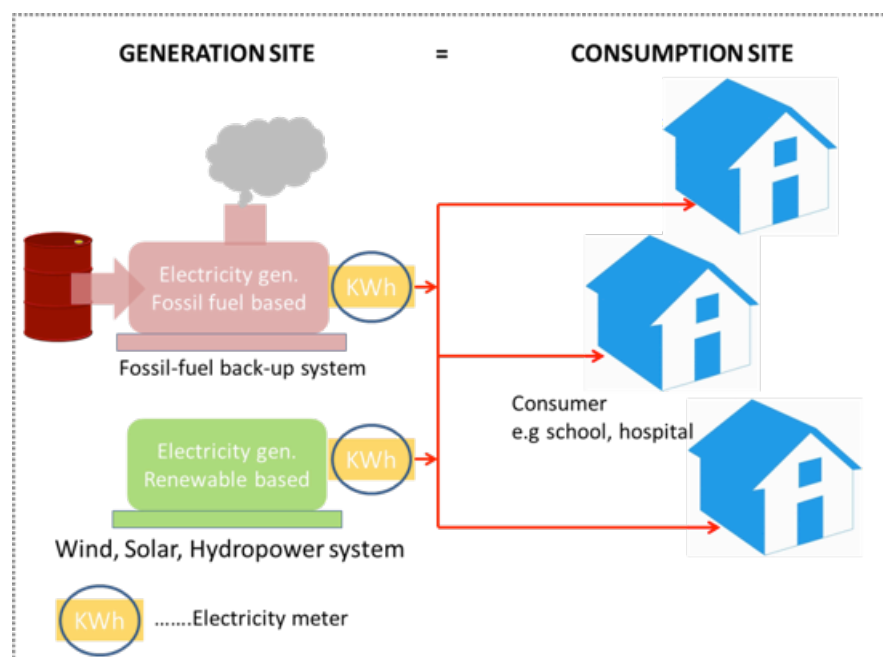 GENERATION SITE = CONSUMPTION SITE
Electricity gen.
Fossil fuel based
KWh
Fossil-fuel back-up system
Consumer
e.g school, hospital
Electricity gen.
Renewable based
KWh
Wind, Solar, Hydropower system
KWh …….Electricity meter